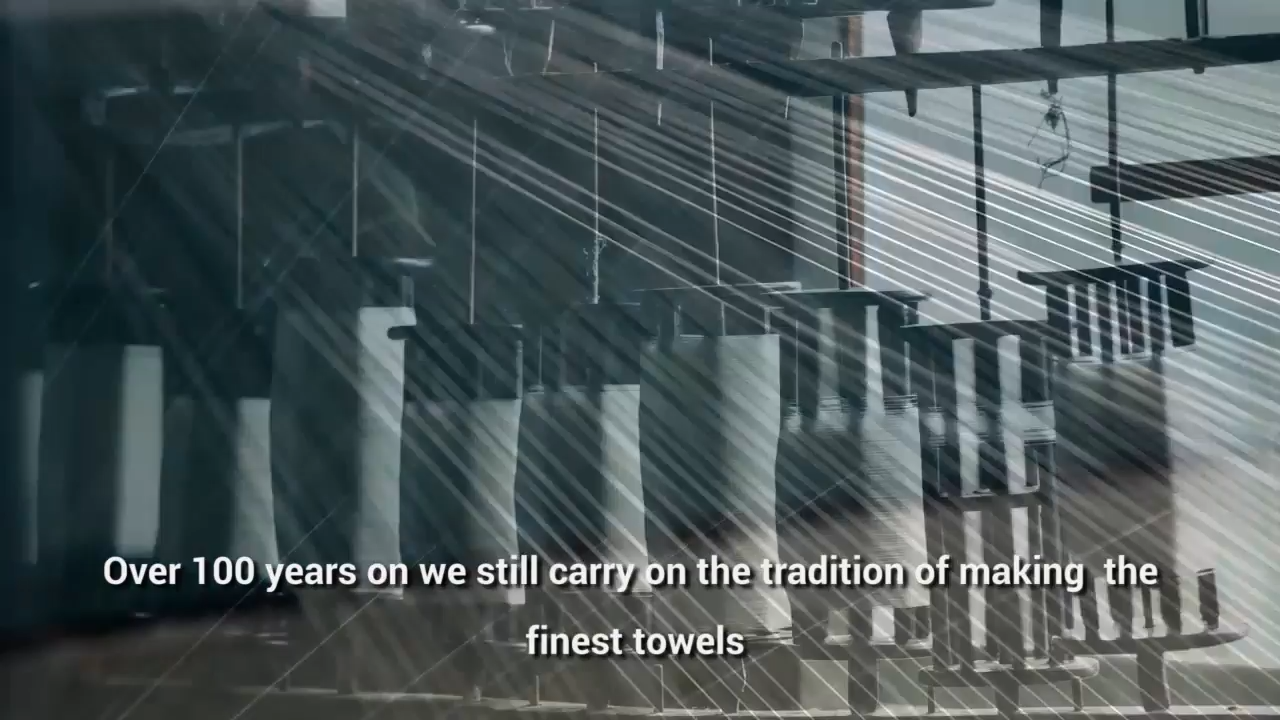 Over 100 years on we still carry on the tradition of making  the
finest towels